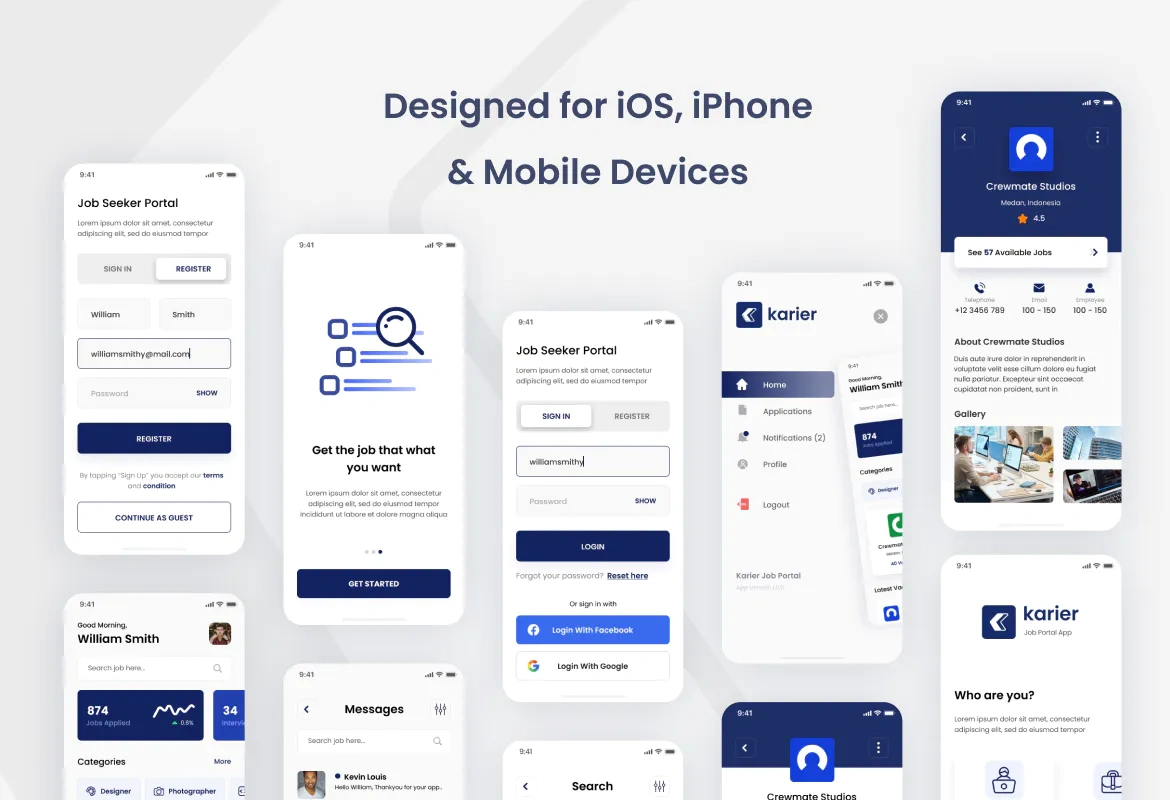 Designed for iOS, iPhone
& Mobile Devices
9:41
Job Seeker Portal
Lorem ipsum dolor sit amet, consectetur
adipiscing elit, sed do eiusmod tempor
SIGN IN REGISTER
William Smith
williamsmithy@mail.com
Password SHOW
REGISTER
By tapping "Sign Up" you accept our terms
and condition
CONTINUE AS GUEST
9:41
Good Morning,
William Smith
Search job here...
874
Jobs Applied
0.6%
34
Intervie
Categories More
Designer Photographer
9:41
Get the job that what
you want
Lorem ipsum dolor sit amet, consectetur
adipiscing elit, sed do eiusmod tempor
incididunt ut labore et dolore magna aliqua
GET STARTED
9:41
Messages
Search job here...
Kevin Louis
Hello William, Thankyou for your app..
9:41
Job Seeker Portal
Lorem ipsum dolor sit amet, consectetur
adipiscing elit, sed do eiusmod tempor
SIGN IN REGISTER
williamsmithy
Password SHOW
LOGIN
Forgot your password? Reset here
Or sign in with
Login With Facebook
Login With Google
9:41
Search
9:41
karier
Home
Applications
Notifications (2)
Profile
Logout
Karier Job Portal
9:41
Good Morning,
William Smith
Search job here...
874
Jobs Applied
Categories
Designer
Crewmate
Latest Va
9:41
Crewmate Studios
9:41
Crewmate Studios
Medan, Indonesia
4.5
See 57 Available Jobs
Telephone Email Employee
+12 3456 789 100 - 150 100 - 150
About Crewmate Studios
Duis aute irure dolor in reprehenderit in
voluptate velit esse cillum dolore eu fugiat
nulla pariatur. Excepteur sint occaecat
cupidatat non proident, sunt in
Gallery
9:41
karier
Job Portal App
Who are you?
Lorem ipsum dolor sit amet, consectetur
adipiscing elit, sed do eiusmod tempor